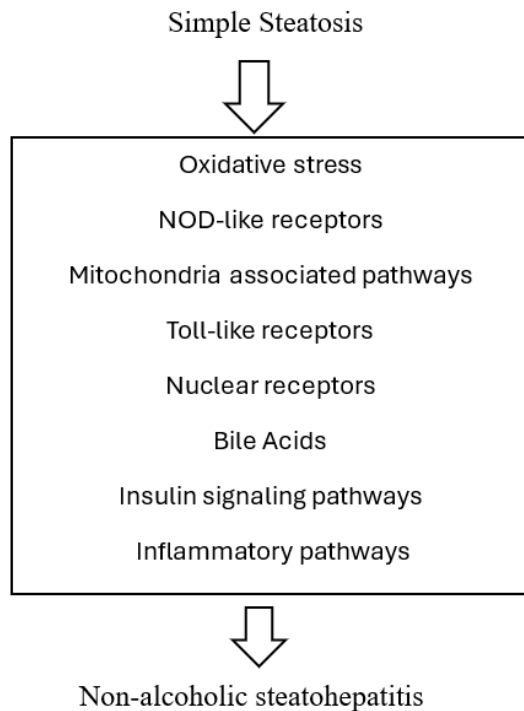 Simple Steatosis
Oxidative stress
NOD-like receptors
Mitochondria associated pathways
Toll-like receptors
Nuclear receptors
Bile Acids
Insulin signaling pathways
Inflammatory pathways
Non-alcoholic steatohepatitis